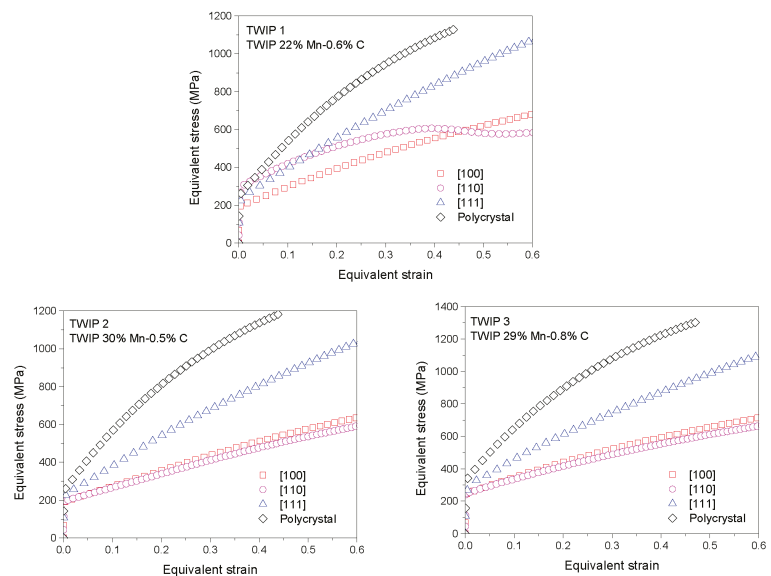 TWIP 1
TWIP 22% Mn-0.6% C
Equivalent stress (MPa)
1200
1000
800
600
400
200
0
[100]
[110]
[111]
Polycrystal
0.0 0.1 0.2 0.3 0.4 0.5 0.6
Equivalent strain
TWIP 2
TWIP 30% Mn-0.5% C
Equivalent stress (MPa)
1200
1000
800
600
400
200
0
[100]
[110]
[111]
Polycrystal
0.0 0.1 0.2 0.3 0.4 0.5 0.6
Equivalent strain
TWIP 3
TWIP 29% Mn-0.8% C
Equivalent stress (MPa)
1400
1200
1000
800
600
400
200
0
[100]
[110]
[111]
Polycrystal
0.0 0.1 0.2 0.3 0.4 0.5 0.6
Equivalent strain